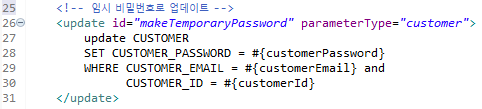 25 <!-- 임시 비밀번호로 업데이트 -->
26 <update id="makeTemporaryPassword" parameterType="customer">
27 update CUSTOMER
28 SET CUSTOMER_PASSWORD = #{customerPassword}
29 WHERE CUSTOMER_EMAIL = #{customerEmail} and
30 CUSTOMER_ID = #{customerId}
31 </update>